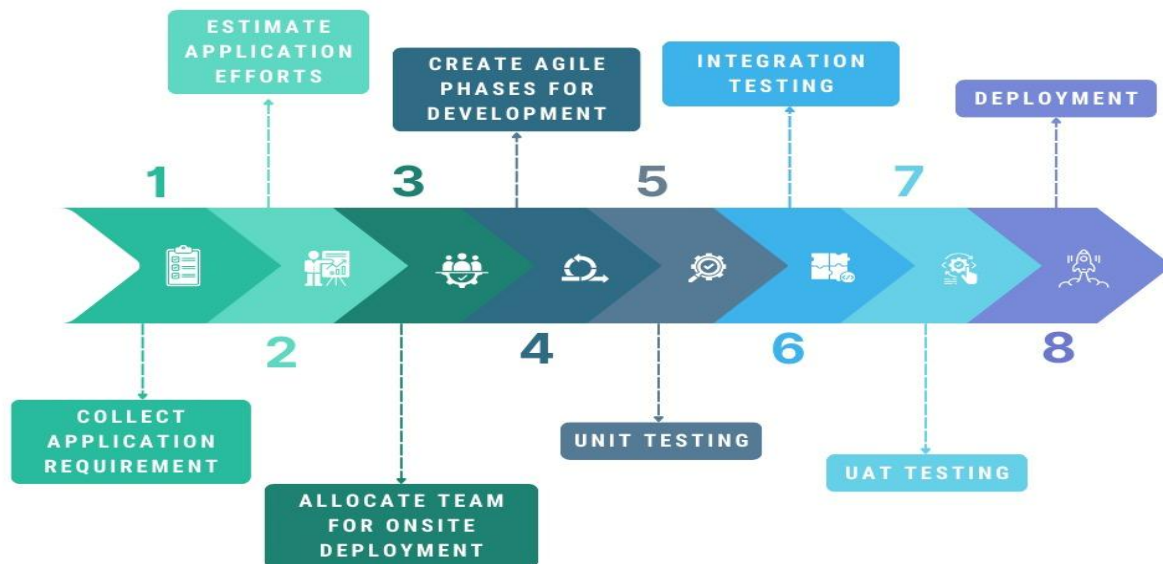 ESTIMATE
APPLICATION
EFFORTS
CREATE AGILE
PHASES FOR
DEVELOPMENT
INTEGRATION
TESTING
DEPLOYMENT
1
3
5
7
2
4
6
8
COLLECT
APPLICATION
REQUIREMENT
ALLOCATE TEAM
FOR ONSITE
DEPLOYMENT
UNIT TESTING
UAT TESTING